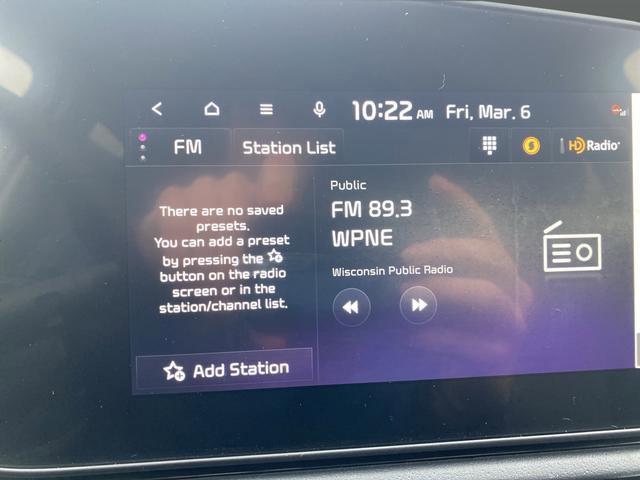 10:22 AM Fri, Mar. 6
FM Station List HD Radio
Public
FM 89.3
WPNE
Wisconsin Public Radio
There are no saved
presets.
You can add a preset
by pressing the
button on the radio
screen or in the
station/channel list.
Add Station